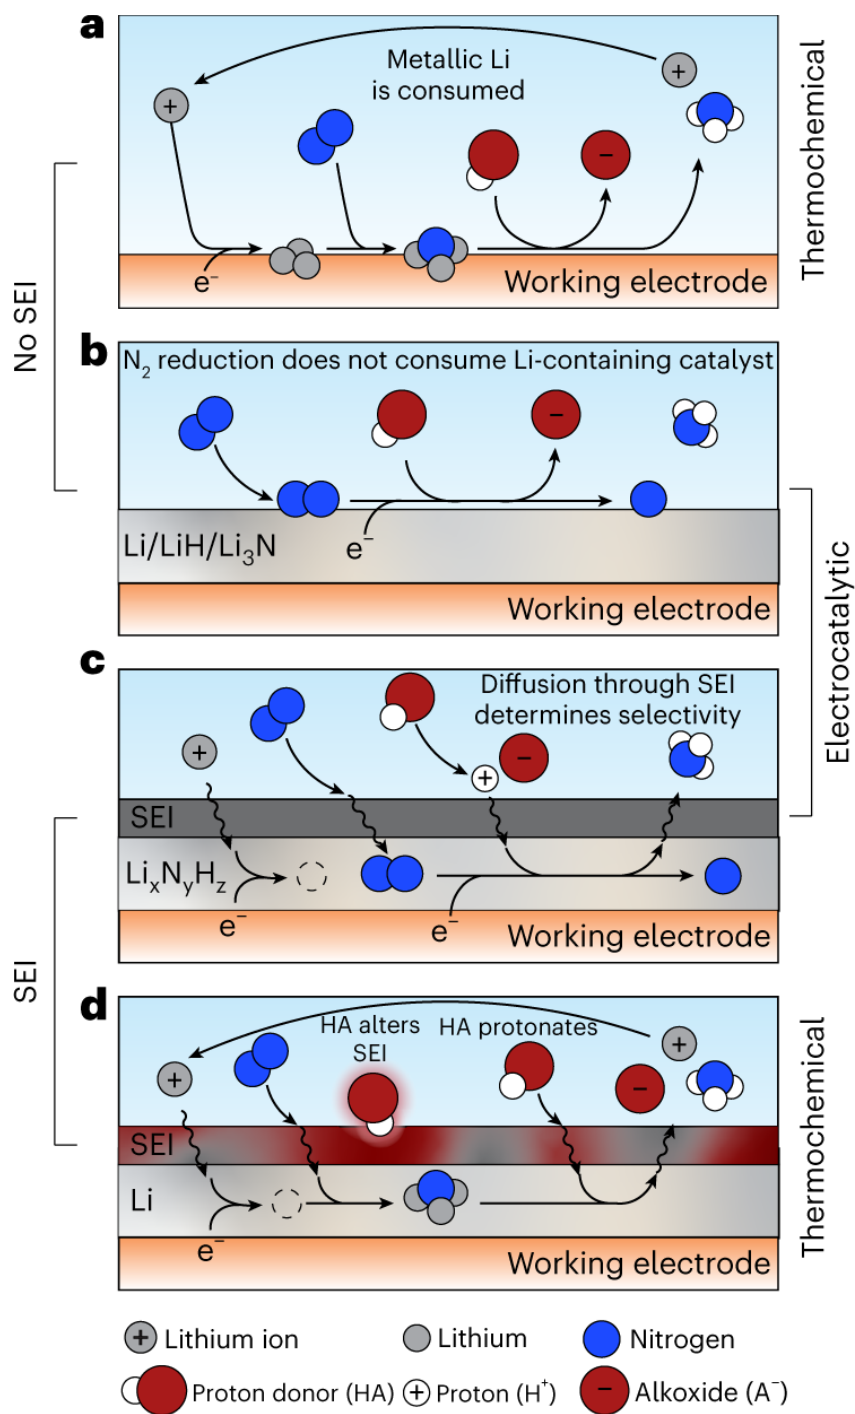 a
Metallic Li
is consumed
+
+
−
e⁻
Working electrode
Thermochemical
No SEI
b
N₂ reduction does not consume Li-containing catalyst
−
Li/LiH/Li₃N
e⁻
Working electrode
Electrocatalytic
c
Diffusion through SEI
determines selectivity
+
+
−
SEI
LiₓNᵧH_z
e⁻
e⁻
Working electrode
SEI
d
HA alters
SEI
HA protonates
+
+
−
SEI
Li
e⁻
Working electrode
Thermochemical
+ Lithium ion
Lithium
Nitrogen
Proton donor (HA)
+ Proton (H⁺)
− Alkoxide (A⁻)